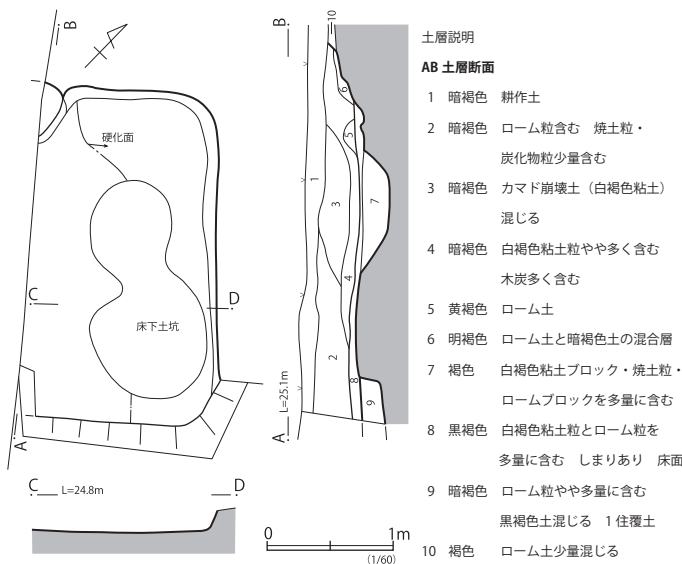 B
硬化面
C
D
床下土坑
A
C
L=24.8m
D
B
10
6
5
1
3
7
4
2
8
9
A
L=25.1m
0
1m
(1/60)
土層説明
AB 土層断面
1 暗褐色 耕作土
2 暗褐色 ローム粒含む 焼土粒・
炭化物粒少量含む
3 暗褐色 カマド崩壊土（白褐色粘土）
混じる
4 暗褐色 白褐色粘土粒やや多く含む
木炭多く含む
5 黄褐色 ローム土
6 明褐色 ローム土と暗褐色土の混合層
7 褐色 白褐色粘土ブロック・焼土粒・
ロームブロックを多量に含む
8 黒褐色 白褐色粘土粒とローム粒を
多量に含む しまりあり 床面
9 暗褐色 ローム粒やや多量に含む
黒褐色土混じる 1 住覆土
10 褐色 ローム土少量混じる